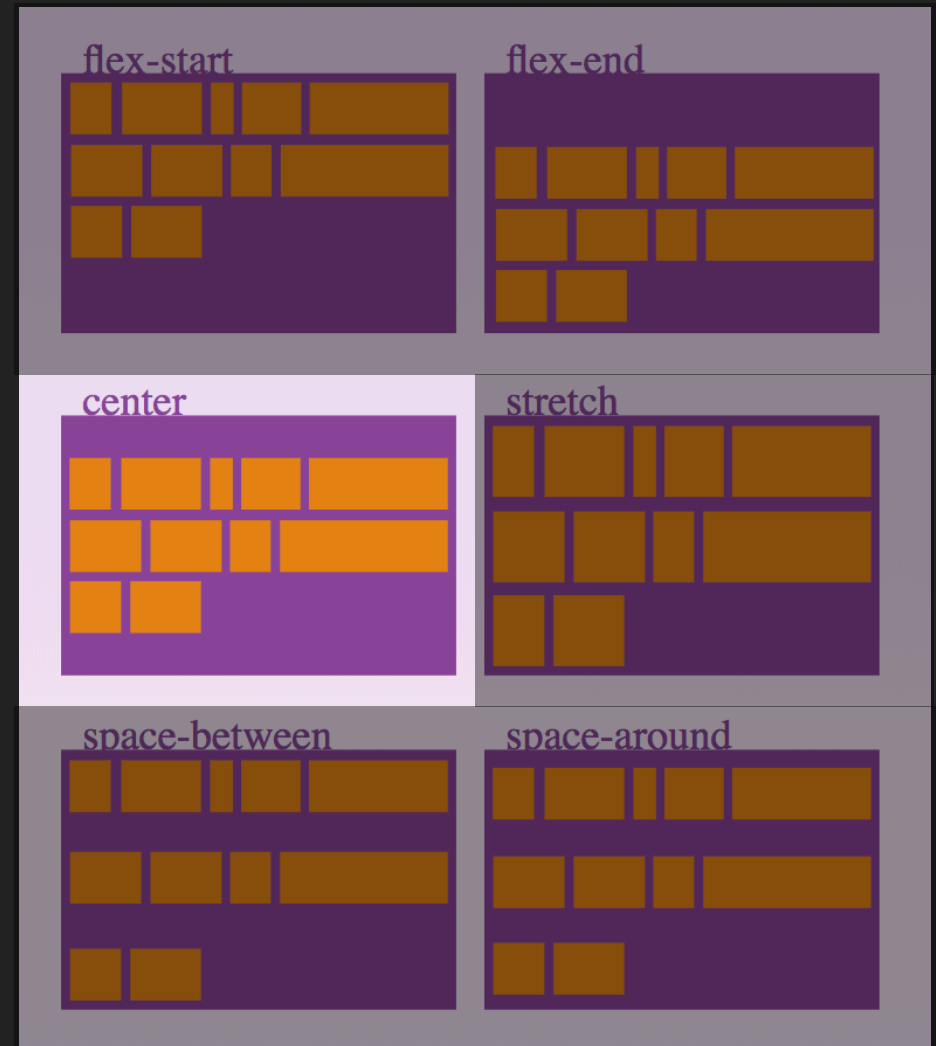 flex-start
flex-end
center
stretch
space-between
space-around